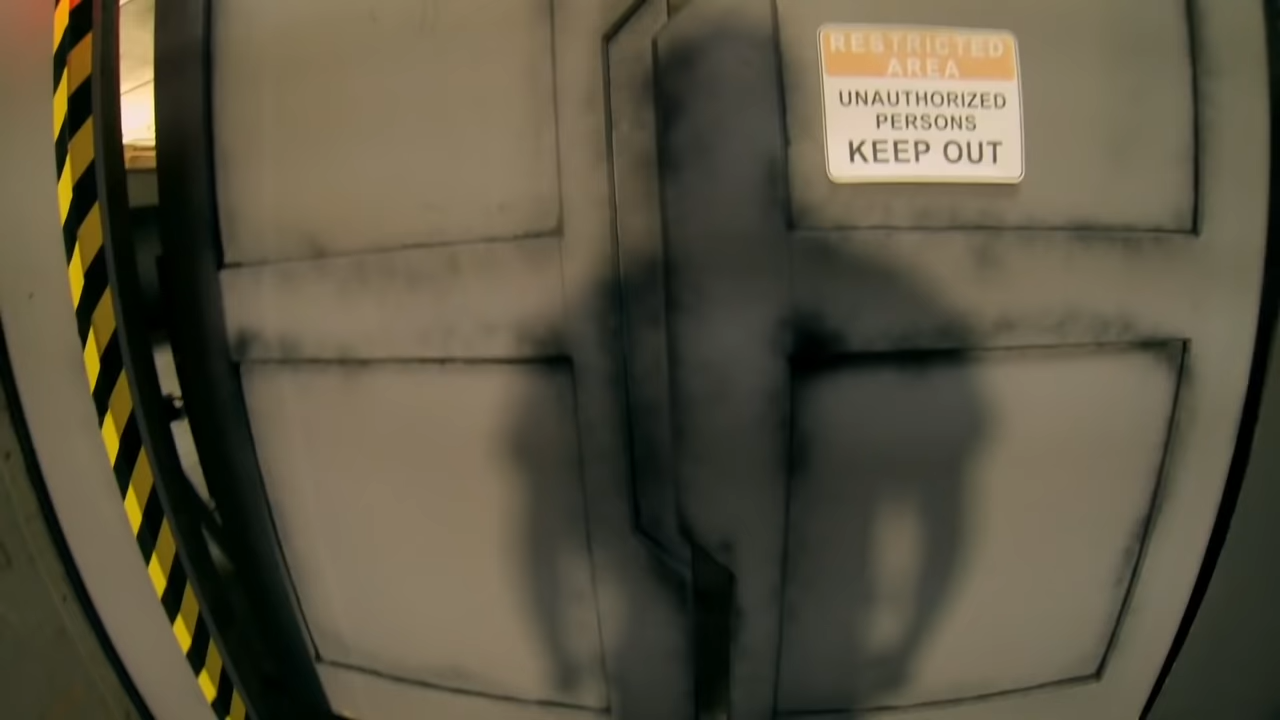 RESTRICTED
AREA
UNAUTHORIZED
PERSONS
KEEP OUT